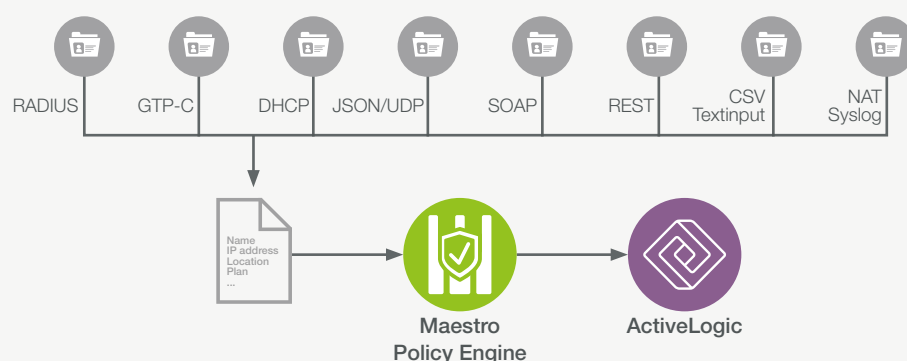 RADIUS
GTP-C
DHCP
JSON/UDP
SOAP
REST
CSV
Textinput
NAT
Syslog
Name
IP address
Location
Plan
...
Maestro
Policy Engine
ActiveLogic